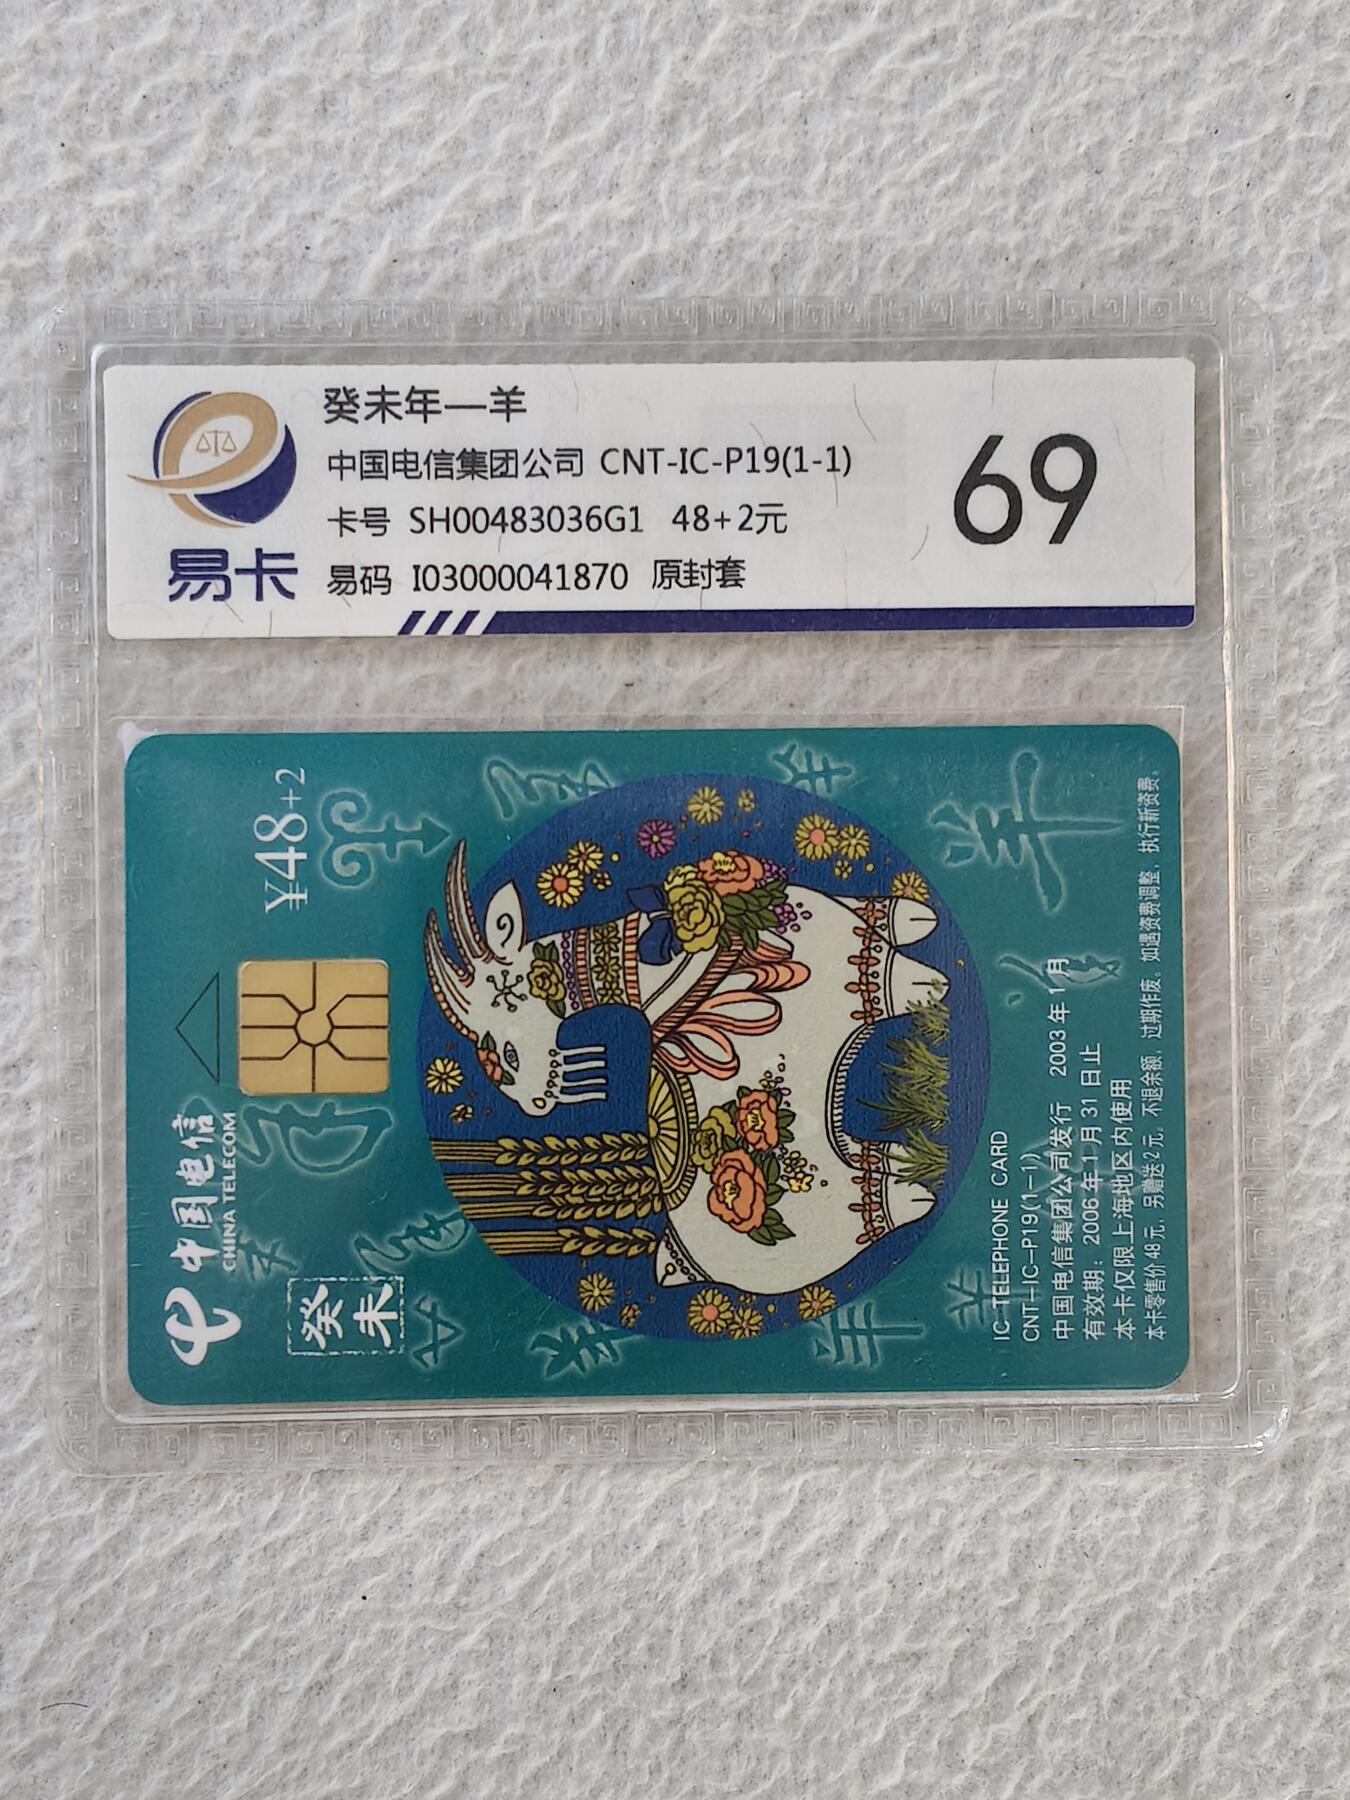 癸未年—羊
中国电信集团公司 CNT-IC-P19(1-1)
卡号 SH00483036G1 48+2元
易码 I03000041870 原封套
易卡
69
中国电信
CHINA TELECOM
¥48+2
癸未
羊
IC TELEPHONE CARD
CNT-IC-P19(1-1)
中国电信集团公司发行 2003年1月
有效期：2006年1月31日止
本卡仅限上海地区内使用
本卡零售价48元，另赠送2元。不退余额，过期作废。如遇资费调整，执行新资费。